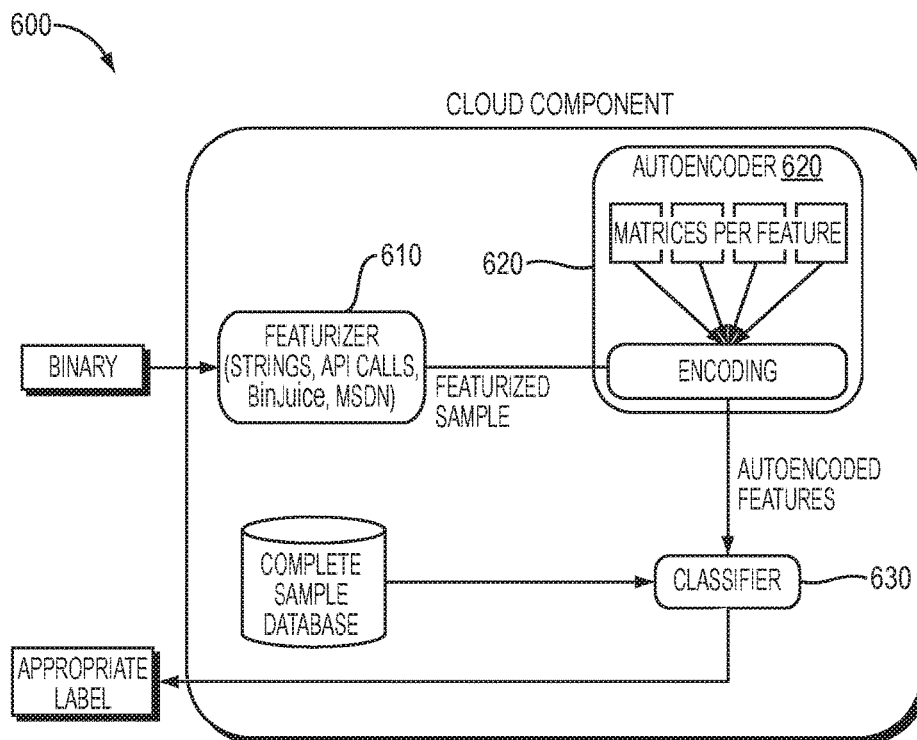 600
CLOUD COMPONENT
AUTOENCODER 620
MATRICES PER FEATURE
620
610
FEATURIZER
(STRINGS, API CALLS,
BinJuice, MSDN)
BINARY
ENCODING
FEATURIZED
SAMPLE
AUTOENCODED
FEATURES
COMPLETE
SAMPLE
DATABASE
CLASSIFIER
630
APPROPRIATE
LABEL